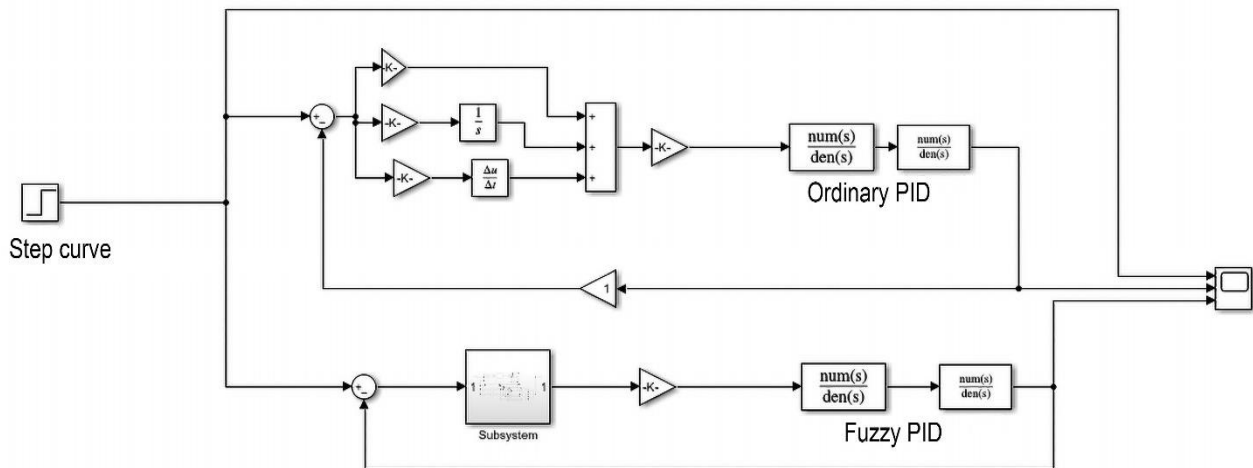 -K-
+
-K-
1
s
+
-
+
-K-
num(s)
den(s)
num(s)
den(s)
-K-
Δu
Δt
+
Ordinary PID
Step curve
1
+
-
1
1
-K-
num(s)
den(s)
num(s)
den(s)
Subsystem
Fuzzy PID